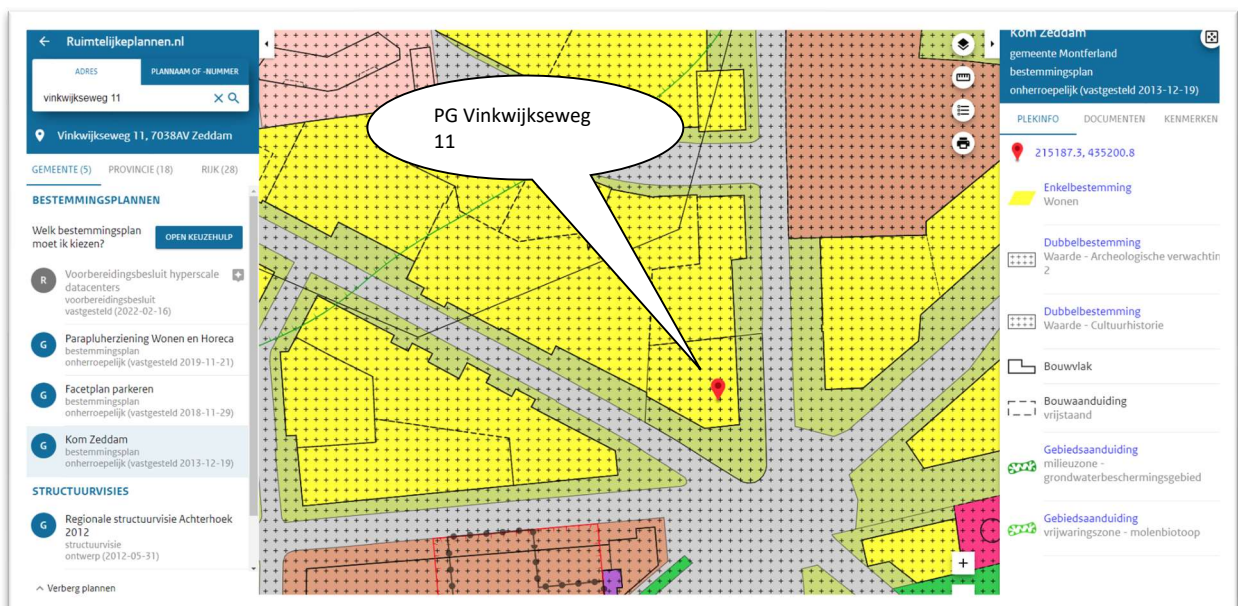 Ruimtelijkeplannen.nl
ADRES
PLANNAAM OF -NUMMER
vinkwijkseweg 11
Vinkwijkseweg 11, 7038AV Zeddam
GEMEENTE (5)
PROVINCIE (18)
RIJK (28)
BESTEMMINGSPLANNEN
Welk bestemmingsplan
moet ik kiezen?
OPEN KEUZEHULP
R
Voorbereidingsbesluit hyperscale
datacenters
voorbereidingsbesluit
vastgesteld (2022-02-16)
G
Parapluherziening Wonen en Horeca
bestemmingsplan
onherroepelijk (vastgesteld 2019-11-21)
G
Facetplan parkeren
bestemmingsplan
onherroepelijk (vastgesteld 2018-11-29)
G
Kom Zeddam
bestemmingsplan
onherroepelijk (vastgesteld 2013-12-19)
STRUCTUURVISIES
G
Regionale structuurvisie Achterhoek
2012
structuurvisie
ontwerp (2012-05-31)
Verberg plannen
PG Vinkwijkseweg
11
+
Kom Zeddam
gemeente Montferland
bestemmingsplan
onherroepelijk (vastgesteld 2013-12-19)
PLEKINFO
DOCUMENTEN
KENMERKEN
215187.3, 435200.8
Enkelbestemming
Wonen
Dubbelbestemming
Waarde - Archeologische verwachtin
2
Dubbelbestemming
Waarde - Cultuurhistorie
Bouwvlak
Bouwaanduiding
vrijstaand
Gebiedsaanduiding
milieuzone -
grondwaterbeschermingsgebied
Gebiedsaanduiding
vrijwaringszone - molenbiotoop